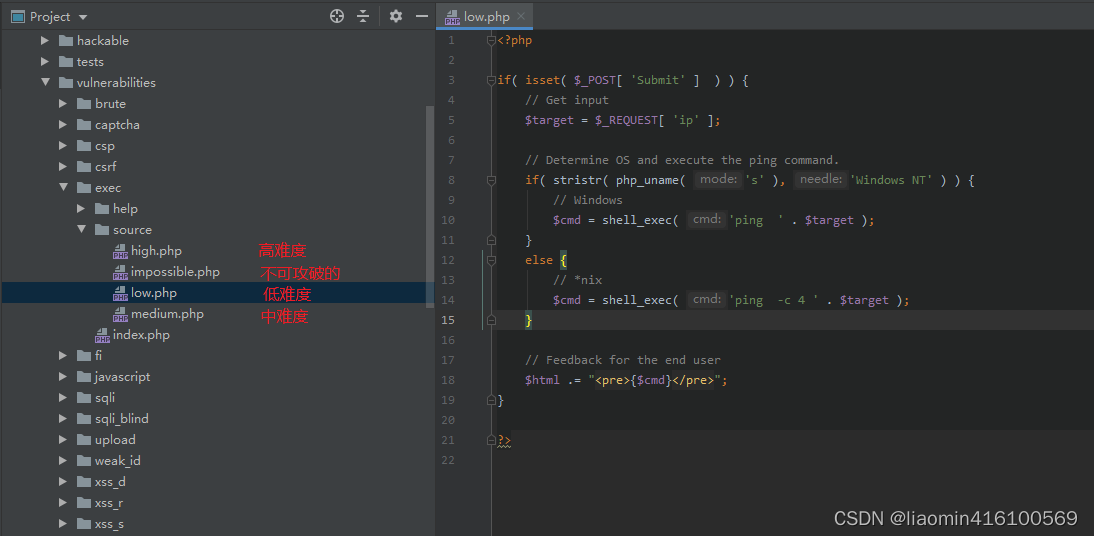 Project
hackable
tests
vulnerabilities
brute
captcha
csp
csrf
exec
help
source
high.php 高难度
impossible.php 不可攻破的
low.php 低难度
medium.php 中难度
index.php
fi
javascript
sqli
sqli_blind
upload
weak_id
xss_d
xss_r
xss_s
low.php
1 <?php
2
3 if( isset( $_POST[ 'Submit' ]  ) ) {
4     // Get input
5     $target = $_REQUEST[ 'ip' ];
6
7     // Determine OS and execute the ping command.
8     if( stristr( php_uname( mode: 's' ), needle: 'Windows NT' ) ) {
9         // Windows
10         $cmd = shell_exec( cmd: 'ping  ' . $target );
11     }
12     else {
13         // *nix
14         $cmd = shell_exec( cmd: 'ping  -c 4 ' . $target );
15     }
16
17     // Feedback for the end user
18     $html .= "<pre>{$cmd}</pre>";
19 }
20
21 ?>
22
CSDN @liaomin416100569